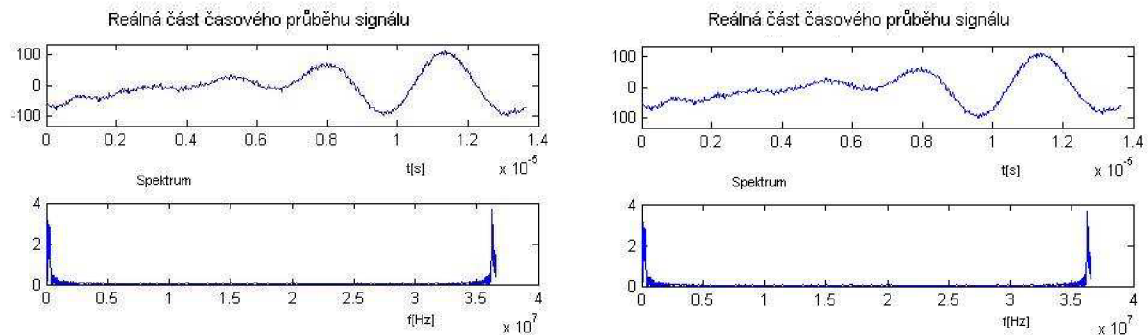 Reálná část časového průběhu signálu
100
0
-100
0 0.2 0.4 0.6 0.8 1 1.2 1.4
t[s]
x 10⁻⁵
Spektrum
4
2
0
0 0.5 1 1.5 2 2.5 3 3.5 4
f[Hz]
x 10⁷
Reálná část časového průběhu signálu
100
0
100
0 0.2 0.4 0.6 0.8 1 1.2 1.4
t[s]
x 10⁻⁵
Spektrum
4
2
0
0 0.5 1 1.5 2 2.5 3 3.5 4
f[Hz]
x 10⁷